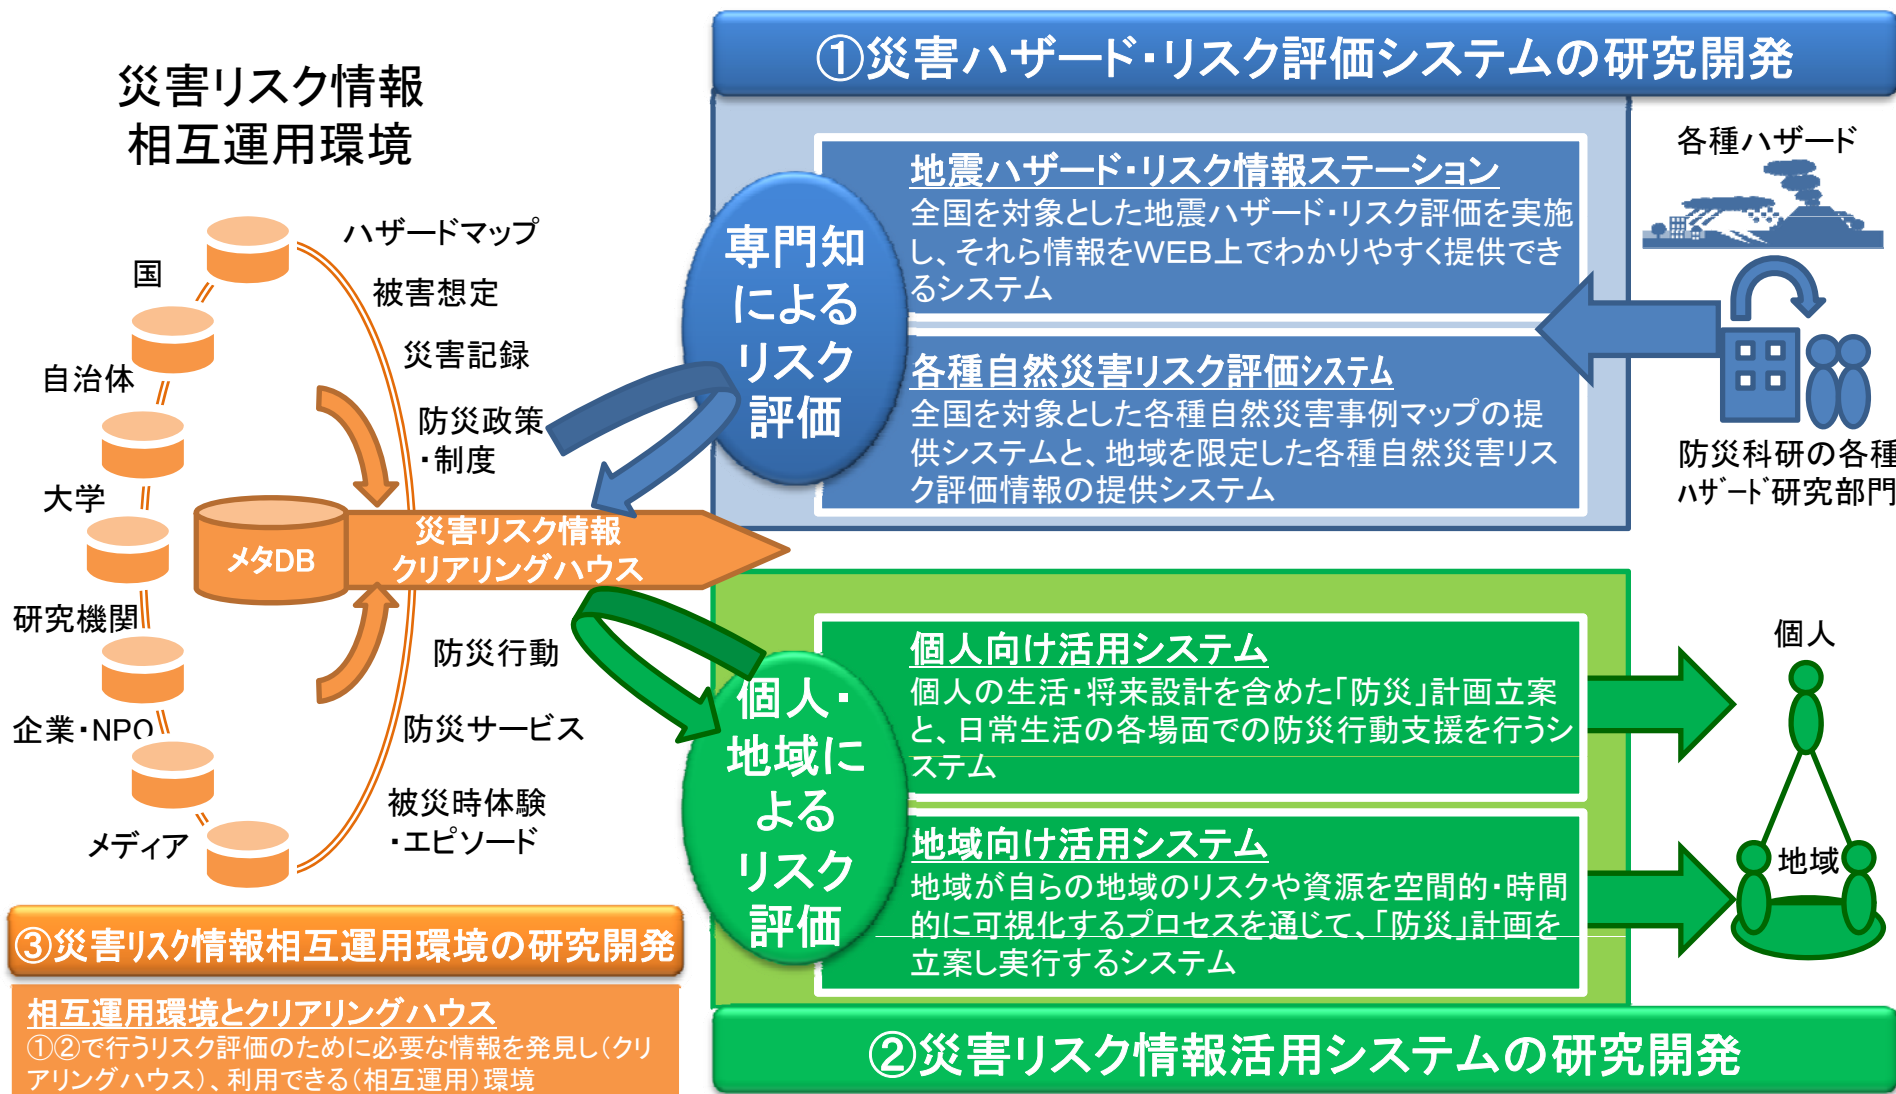 ①災害ハザード・リスク評価システムの研究開発
災害リスク情報
相互運用環境
ハザードマップ
被害想定
災害記録
防災政策
・制度
国
自治体
大学
研究機関
企業・NPO
メディア
メタDB
災害リスク情報
クリアリングハウス
防災行動
防災サービス
被災時体験
・エピソード
専門知
による
リスク
評価
地震ハザード・リスク情報ステーション
全国を対象とした地震ハザード・リスク評価を実施
し、それら情報をWEB上でわかりやすく提供でき
るシステム
各種自然災害リスク評価システム
全国を対象とした各種自然災害事例マップの提
供システムと、地域を限定した各種自然災害リス
ク評価情報の提供システム
各種ハザード
防災科研の各種
ハザード研究部門
個人・
地域に
よる
リスク
評価
個人向け活用システム
個人の生活・将来設計を含めた「防災」計画立案
と、日常生活の各場面での防災行動支援を行うシ
ステム
地域向け活用システム
地域が自らの地域のリスクや資源を空間的・時間
的に可視化するプロセスを通じて、「防災」計画を
立案し実行するシステム
個人
地域
③災害リスク情報相互運用環境の研究開発
相互運用環境とクリアリングハウス
①②で行うリスク評価のために必要な情報を発見し（クリ
アリングハウス）、利用できる（相互運用）環境
②災害リスク情報活用システムの研究開発